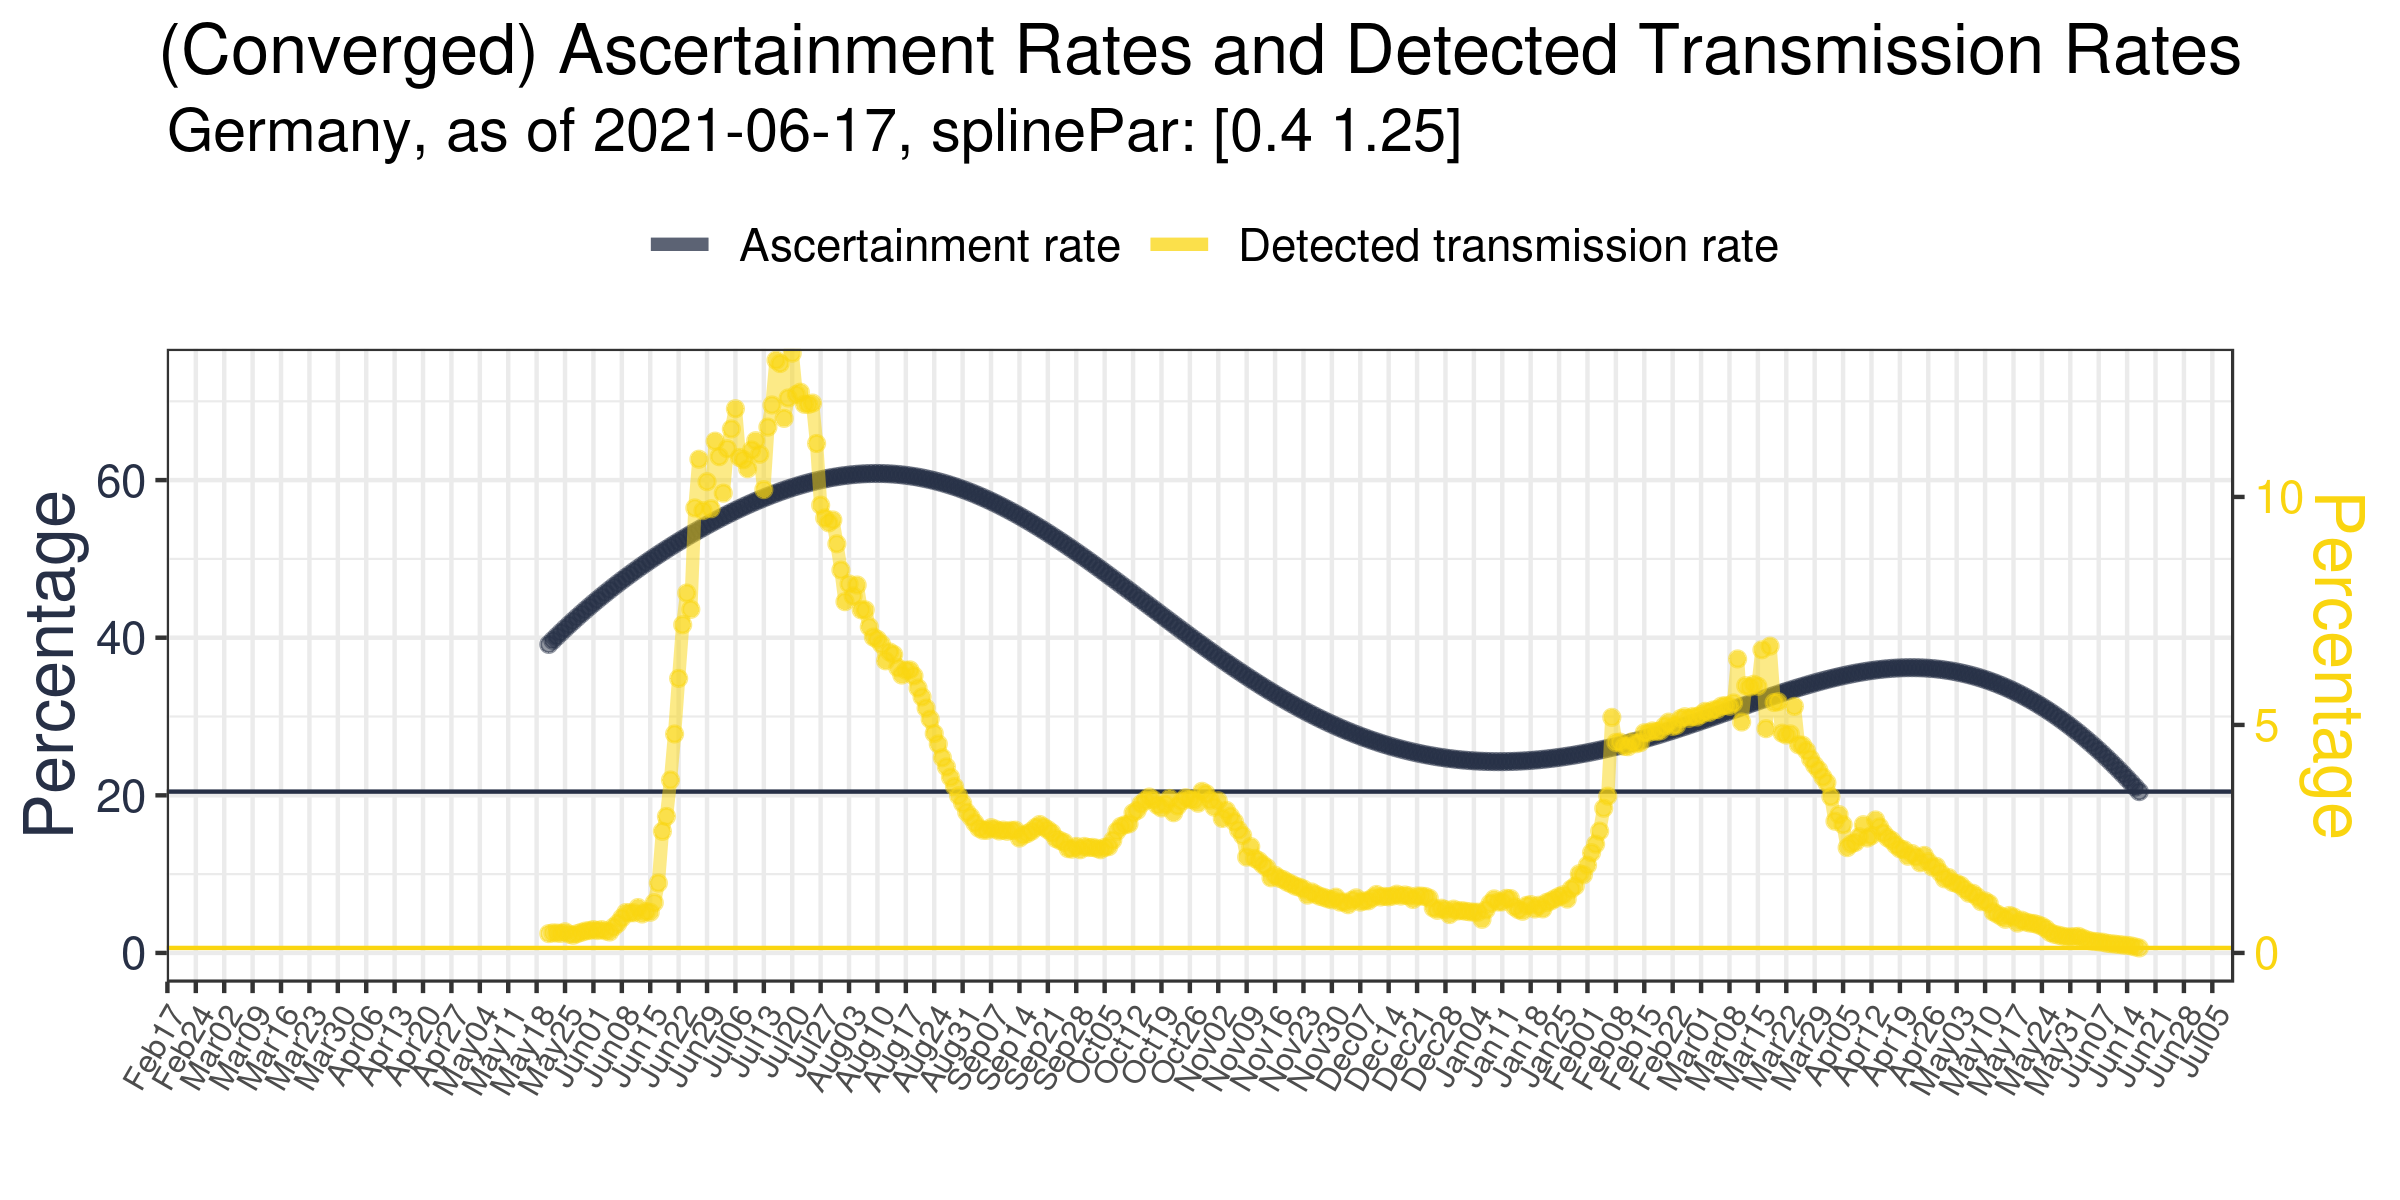 (Converged) Ascertainment Rates and Detected Transmission Rates
Germany, as of 2021-06-17, splinePar: [0.4 1.25]
Ascertainment rate Detected transmission rate
Percentage
60
40
20
0
10
5
0
Percentage
Feb17 Feb24 Mar02 Mar09 Mar16 Mar23 Mar30 Apr06 Apr13 Apr20 Apr27 May04 May11 May18 May25 Jun01 Jun08 Jun15 Jun22 Jun29 Jul06 Jul13 Jul20 Jul27 Aug03 Aug10 Aug17 Aug24 Aug31 Sep07 Sep14 Sep21 Sep28 Oct05 Oct12 Oct19 Oct26 Nov02 Nov09 Nov16 Nov23 Nov30 Dec07 Dec14 Dec21 Dec28 Jan04 Jan11 Jan18 Jan25 Feb01 Feb08 Feb15 Feb22 Mar01 Mar08 Mar15 Mar22 Mar29 Apr05 Apr12 Apr19 Apr26 May03 May10 May17 May24 May31 Jun07 Jun14 Jun21 Jun28 Jul05